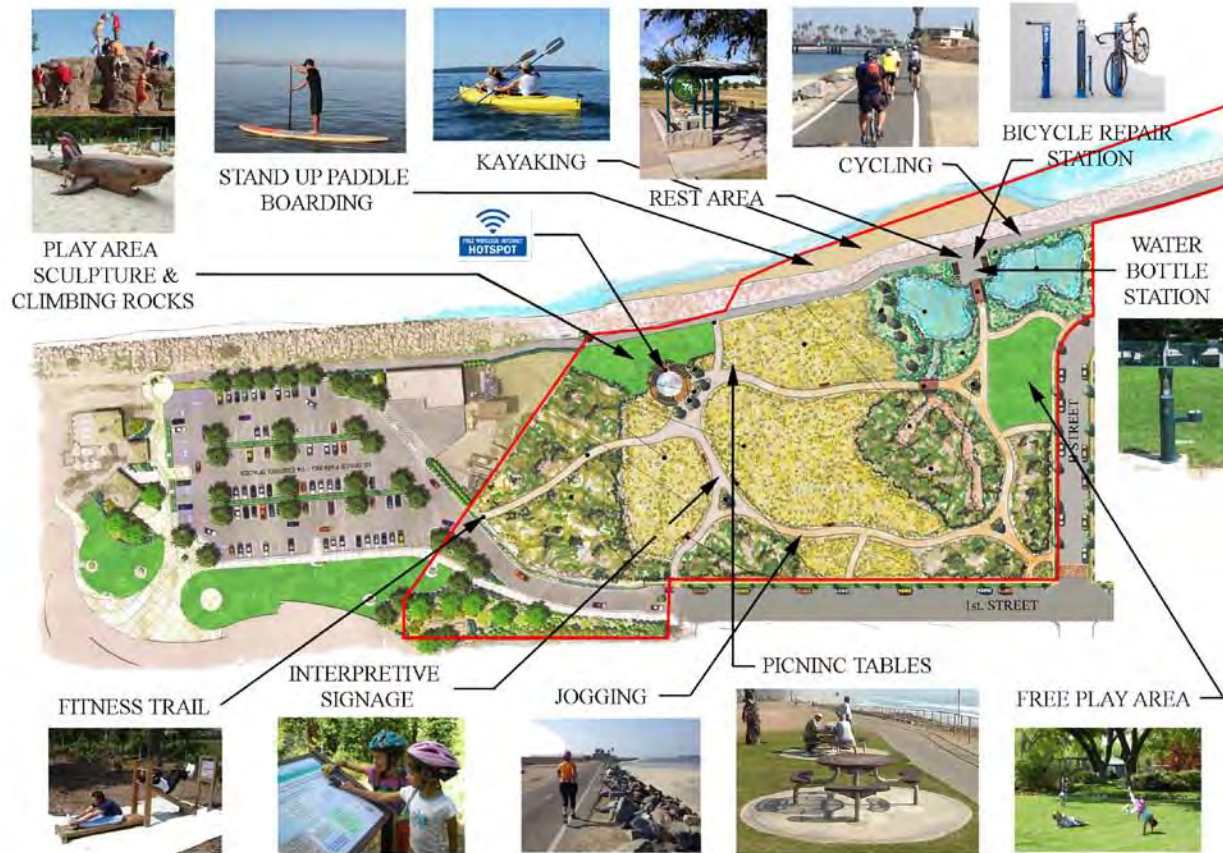 STAND UP PADDLE
BOARDING
KAYAKING
REST AREA
CYCLING
BICYCLE REPAIR
STATION
WATER
BOTTLE
STATION
FREE WIRELESS INTERNET
HOTSPOT
PLAY AREA
SCULPTURE &
CLIMBING ROCKS
STREET
1st. STREET
FITNESS TRAIL
INTERPRETIVE
SIGNAGE
JOGGING
PICNINC TABLES
FREE PLAY AREA